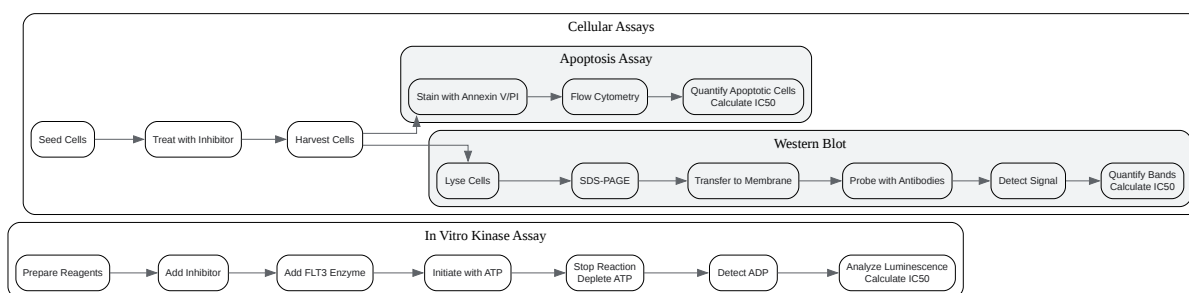 Cellular Assays
Apoptosis Assay
Stain with Annexin V/PI
Flow Cytometry
Quantify Apoptotic Cells
Calculate IC50
Seed Cells
Treat with Inhibitor
Harvest Cells
Western Blot
Lyse Cells
SDS-PAGE
Transfer to Membrane
Probe with Antibodies
Detect Signal
Quantify Bands
Calculate IC50
In Vitro Kinase Assay
Prepare Reagents
Add Inhibitor
Add FLT3 Enzyme
Initiate with ATP
Stop Reaction
Deplete ATP
Detect ADP
Analyze Luminescence
Calculate IC50